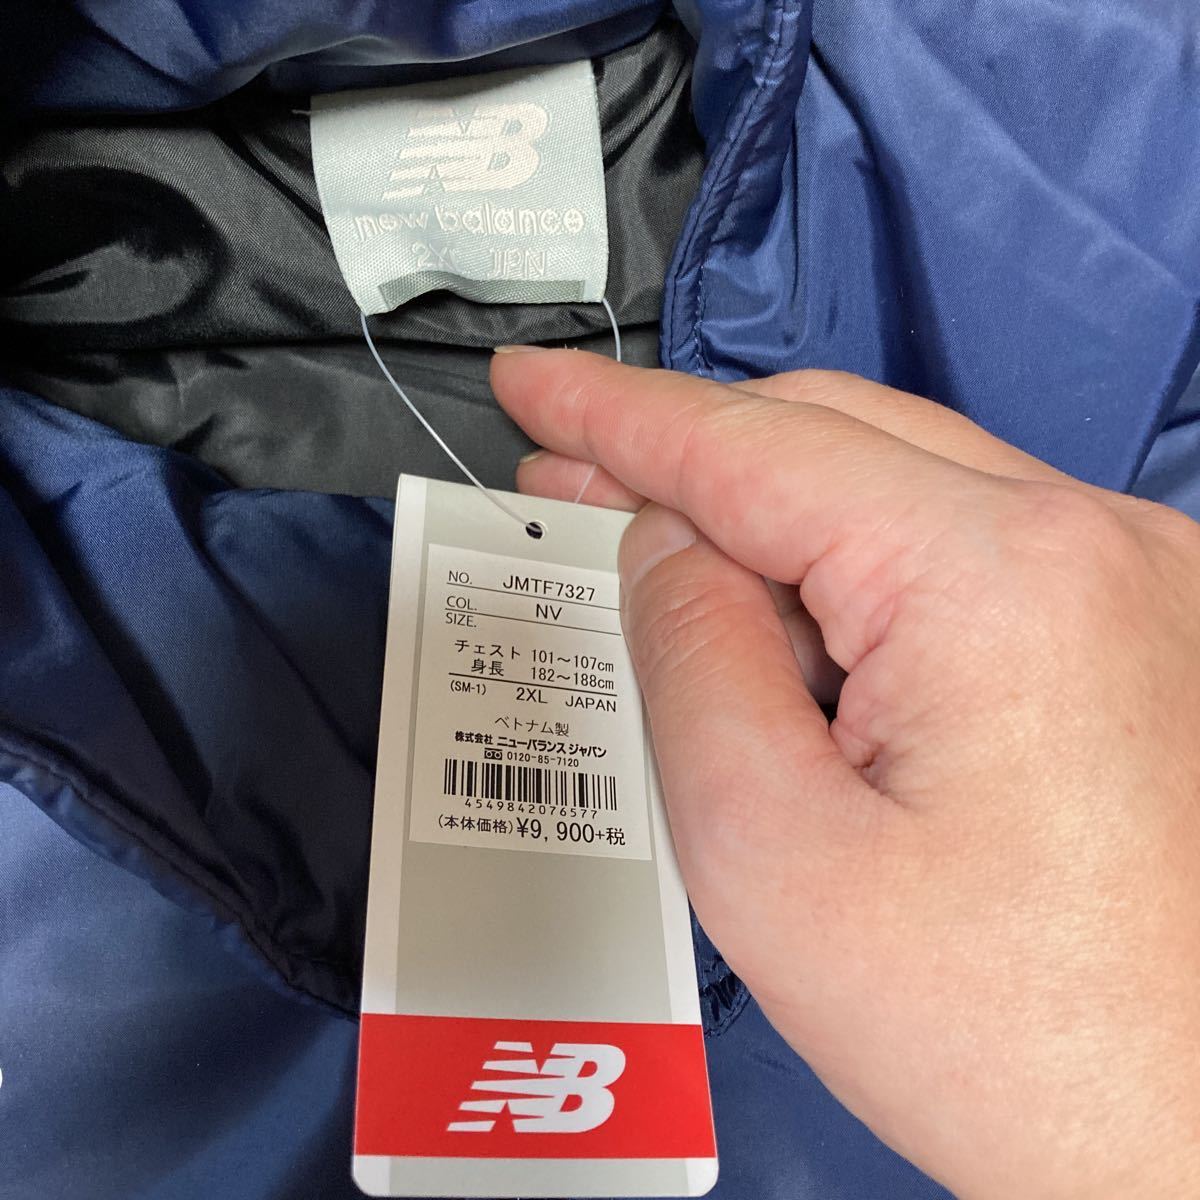 NB
new balance
2XL JPN
NO. JMTF7327
COL. NV
SIZE.
チェスト 101～107cm
身長 182～188cm
(SM-1) 2XL JAPAN
ベトナム製
株式会社 ニューバランス ジャパン
0120-85-7120
4549842076577
(本体価格)¥9,900+税
NB